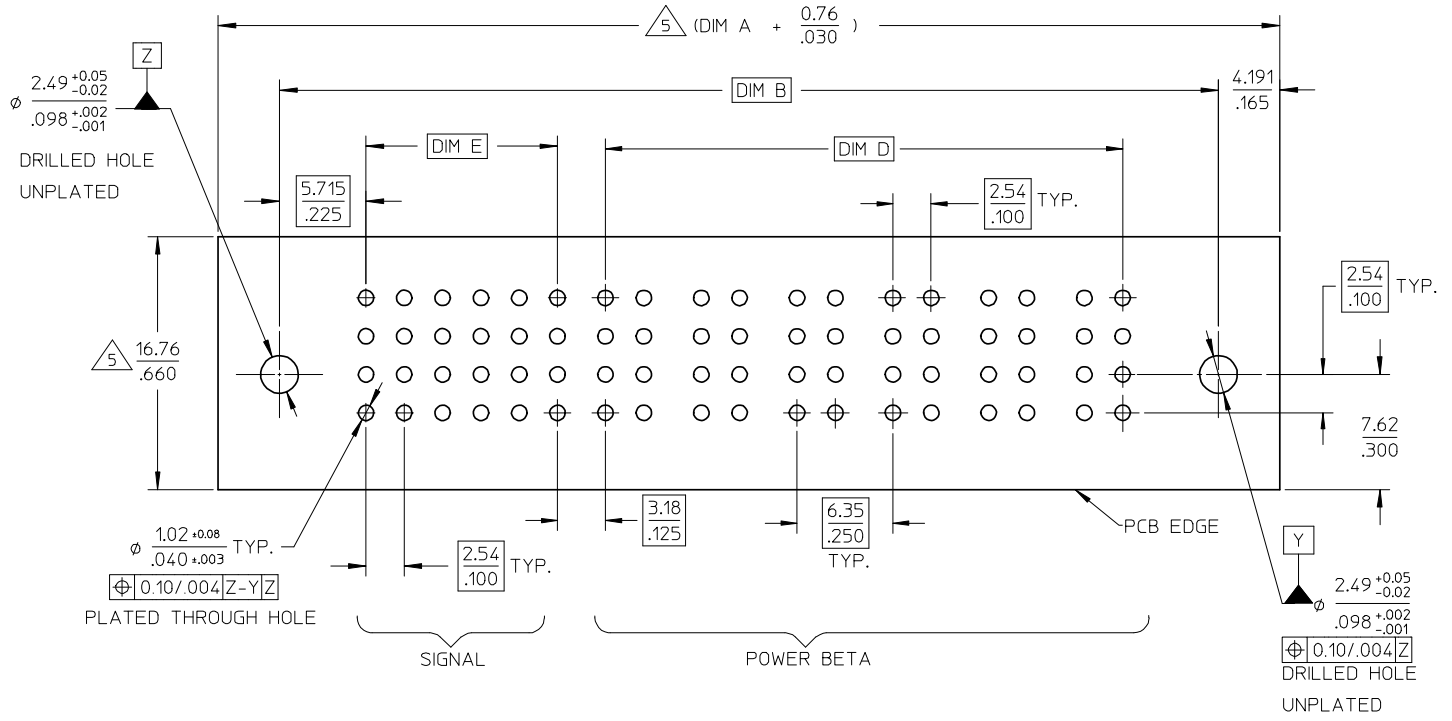 5 (DIM A + 0.76 / .030 )
Z
⌀ 2.49 +0.05 -0.02 / .098 +.002 -.001
DRILLED HOLE
UNPLATED
DIM B
4.191 / .165
DIM E
DIM D
5.715 / .225
2.54 / .100 TYP.
2.54 / .100 TYP.
5 16.76 / .660
7.62 / .300
3.18 / .125
6.35 / .250
TYP.
PCB EDGE
⌀ 1.02 ±0.08 / .040 ±.003 TYP.
⌖ 0.10/.004 Z-Y Z
PLATED THROUGH HOLE
2.54 / .100 TYP.
Y
⌀ 2.49 +0.05 -0.02 / .098 +.002 -.001
⌖ 0.10/.004 Z
DRILLED HOLE
UNPLATED
SIGNAL
POWER BETA